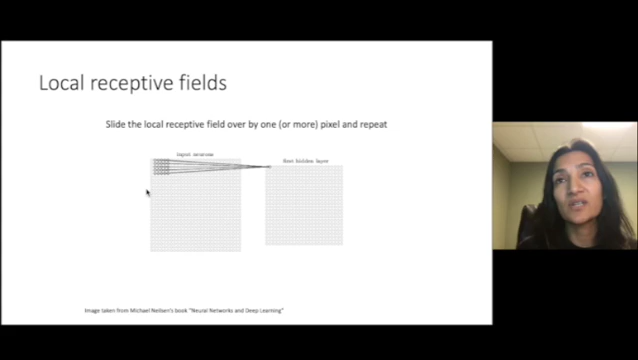 Local receptive fields
Slide the local receptive field over by one (or more) pixel and repeat
input neurons
first hidden layer
Image taken from Michael Neilsen's book "Neural Networks and Deep Learning"